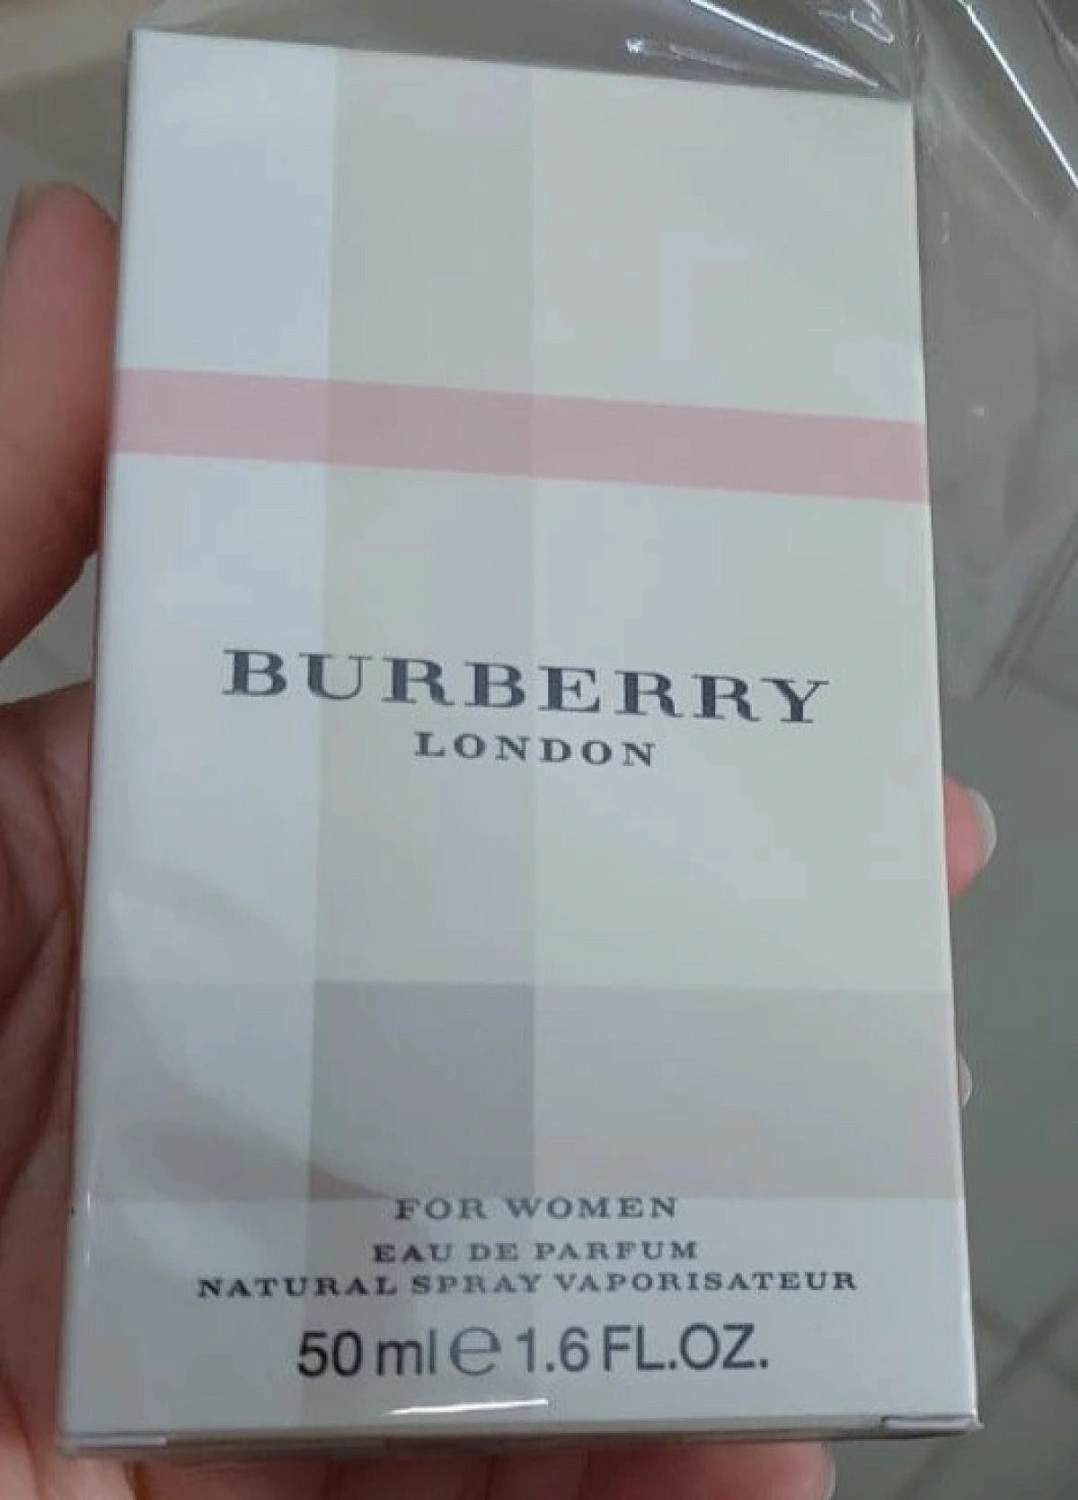 BURBERRY
LONDON
FOR WOMEN
EAU DE PARFUM
NATURAL SPRAY VAPORISATEUR
50 ml e 1.6 FL.OZ.